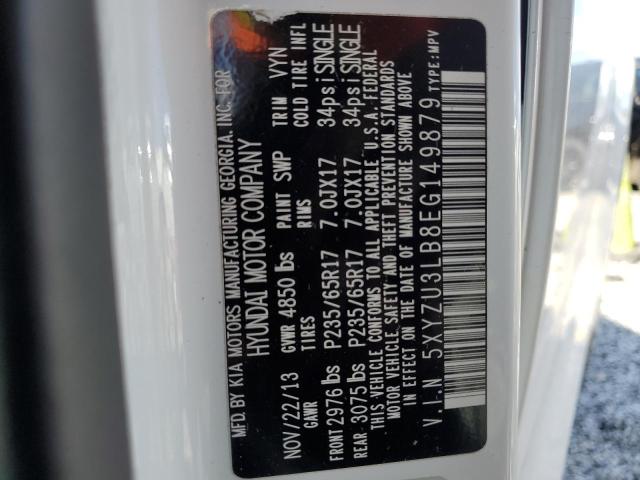 MFD. BY KIA MOTORS MANUFACTURING GEORGIA, INC. FOR
HYUNDAI MOTOR COMPANY
NOV/22/13 GVWR 4850 lbs PAINT SWP TRIM VYN
GAWR TIRES RIMS COLD TIRE INFL
FRONT 2976 lbs P235/65R17 7.0JX17 34psi SINGLE
REAR 3075 lbs P235/65R17 7.0JX17 34psi SINGLE
THIS VEHICLE CONFORMS TO ALL APPLICABLE U.S.A. FEDERAL
MOTOR VEHICLE SAFETY AND THEFT PREVENTION STANDARDS
IN EFFECT ON THE DATE OF MANUFACTURE SHOWN ABOVE
V.I.N 5XYZU3LB8EG149879 TYPE:MPV